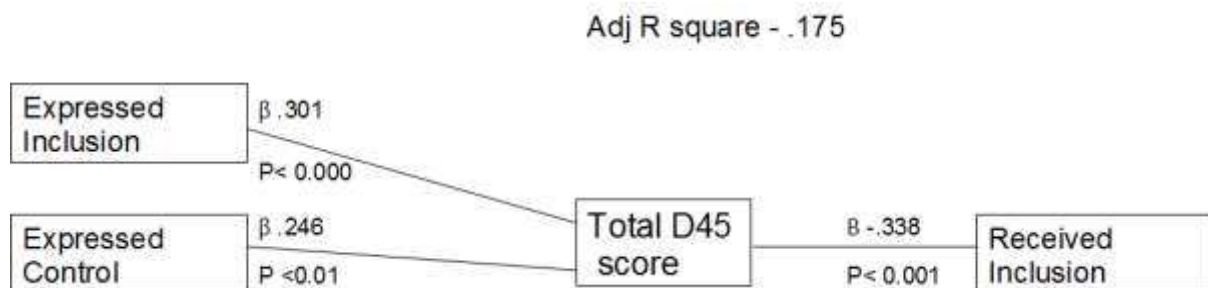 Adj R square - .175
Expressed
Inclusion
β .301
P< 0.000
Expressed
Control
β .246
P <0.01
Total D45
score
B -.338
P< 0.001
Received
Inclusion